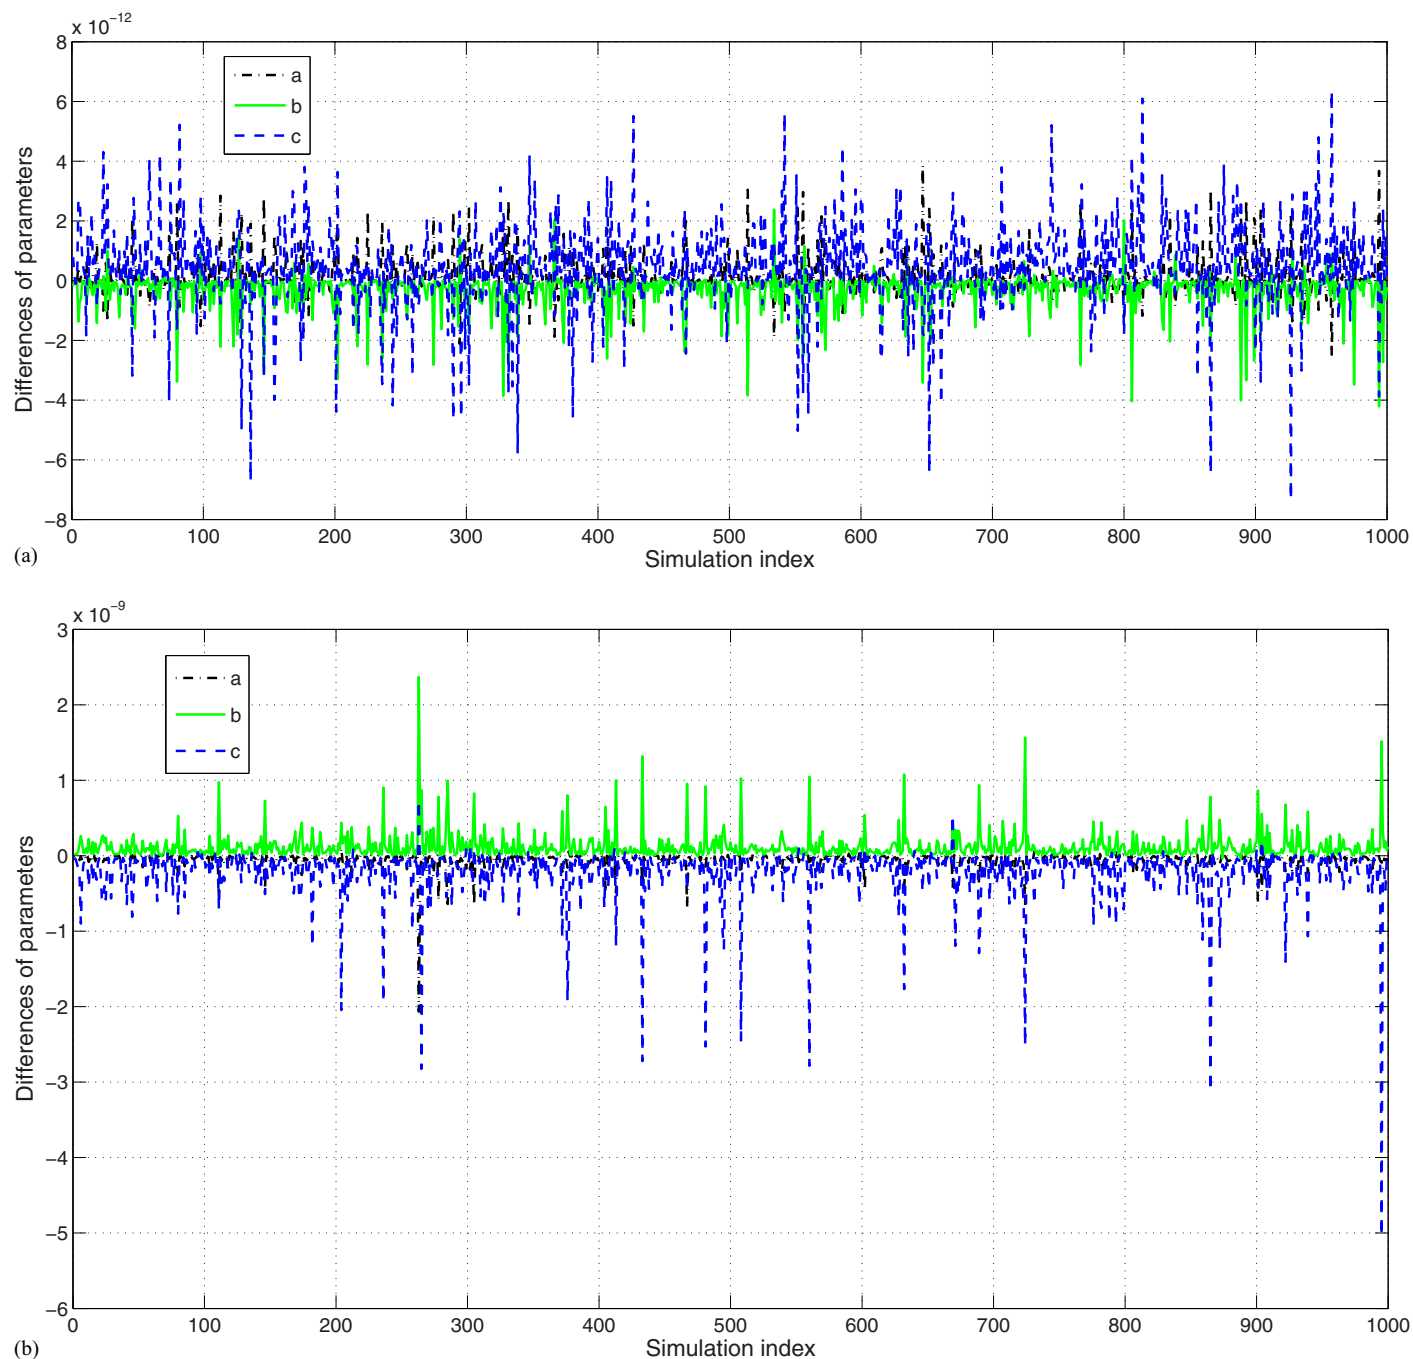 x 10−12
8
6
4
2
0
−2
−4
−6
−8
Differences of parameters
a
b
c
0 100 200 300 400 500 600 700 800 900 1000
Simulation index
(a)
x 10−9
3
2
1
0
−1
−2
−3
−4
−5
−6
Differences of parameters
a
b
c
0 100 200 300 400 500 600 700 800 900 1000
Simulation index
(b)